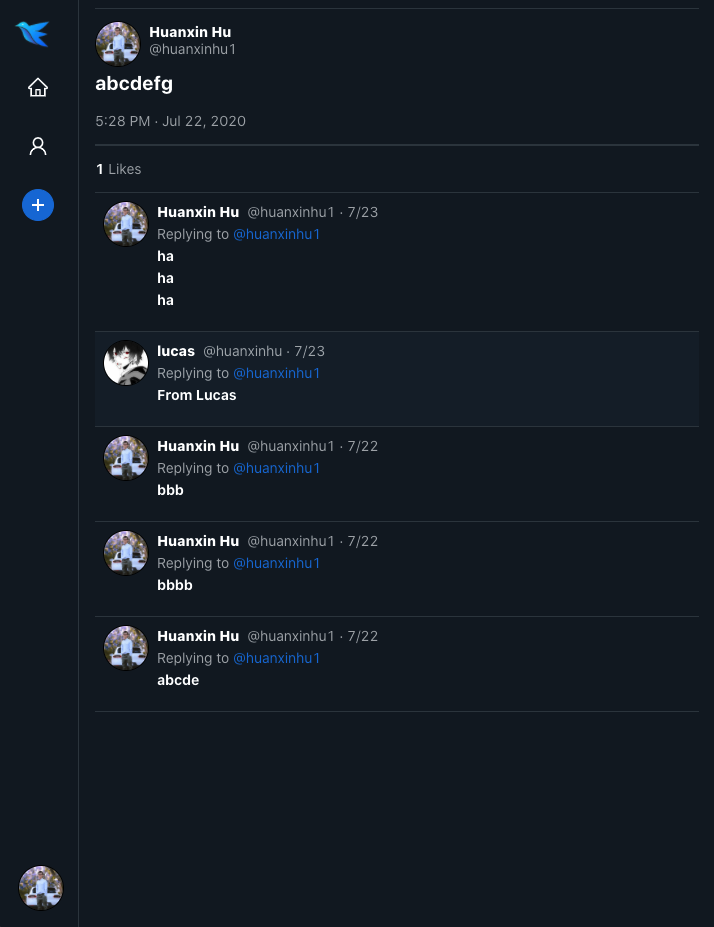 Huanxin Hu
@huanxinhu1
abcdefg
5:28 PM · Jul 22, 2020
1 Likes
Huanxin Hu @huanxinhu1 · 7/23
Replying to @huanxinhu1
ha
ha
ha
lucas @huanxinhu · 7/23
Replying to @huanxinhu1
From Lucas
Huanxin Hu @huanxinhu1 · 7/22
Replying to @huanxinhu1
bbb
Huanxin Hu @huanxinhu1 · 7/22
Replying to @huanxinhu1
bbbb
Huanxin Hu @huanxinhu1 · 7/22
Replying to @huanxinhu1
abcde